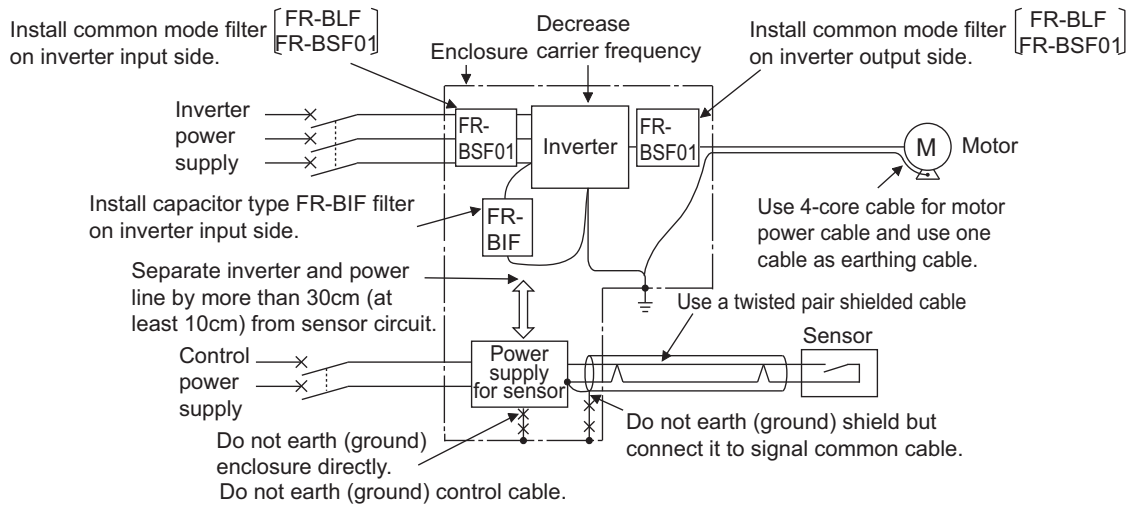 Install common mode filter
on inverter input side.
FR-BLF
FR-BSF01
Enclosure
Decrease
carrier frequency
Install common mode filter
on inverter output side.
FR-BLF
FR-BSF01
Inverter
power
supply
FR-
BSF01
Inverter
FR-
BSF01
M
Motor
Install capacitor type FR-BIF filter
on inverter input side.
FR-
BIF
Use 4-core cable for motor
power cable and use one
cable as earthing cable.
Separate inverter and power
line by more than 30cm (at
least 10cm) from sensor circuit.
Use a twisted pair shielded cable
Control
power
supply
Power
supply
for sensor
Sensor
Do not earth (ground)
enclosure directly.
Do not earth (ground) control cable.
Do not earth (ground) shield but
connect it to signal common cable.